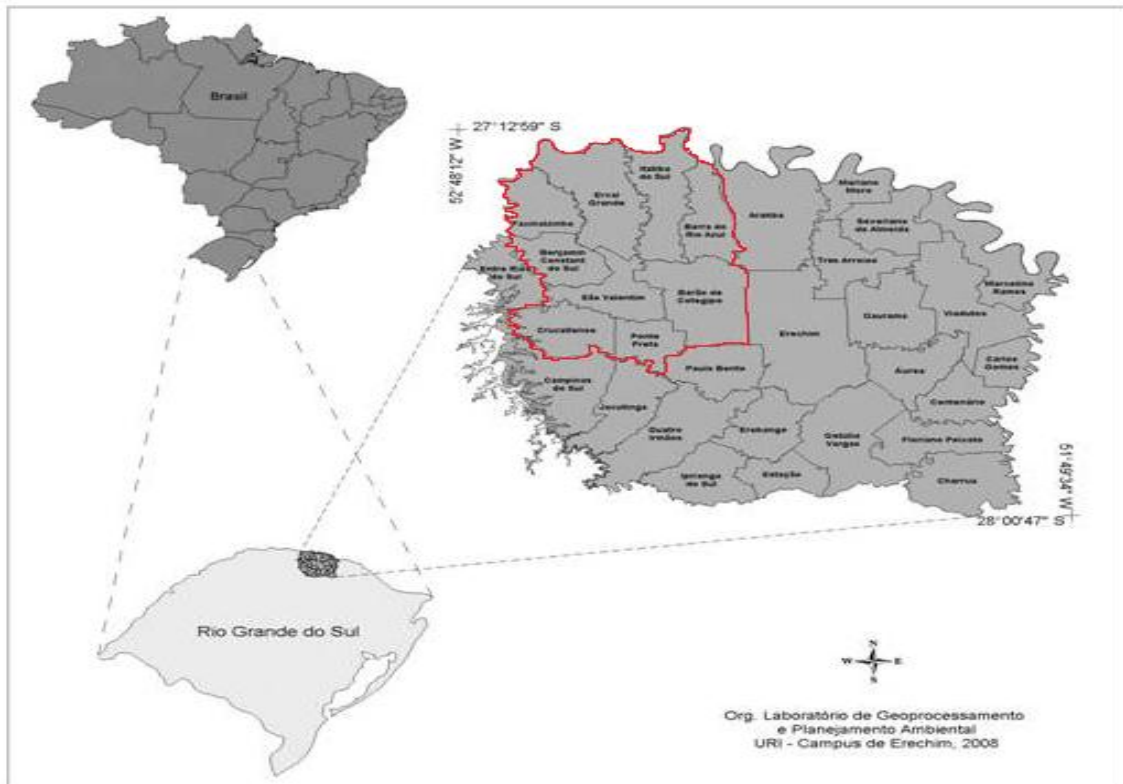 Brasil
27°12'59" S
52°48'12" W
Itatiba
do Sul
Erval
Grande
Mariano
Moro
Aratiba
Severiano
de Almeida
Barra do
Rio Azul
Benjamin
Constant
do Sul
Três Arroios
Entre Rios
do Sul
Marcelino
Ramos
São Valentim
Barão de
Cotegipe
Gaurama
Viadutos
Cruzaltense
Ponte
Preta
Erechim
Carlos
Gomes
Paulo Bento
Áurea
Campinas
do Sul
Centenário
Jacutinga
Quatro
Irmãos
Erebango
Getúlio
Vargas
Floriano Peixoto
Ipiranga
do Sul
Estação
Charrua
51°49'34" W
28°00'47" S
Rio Grande do Sul
N
W
E
S
Org. Laboratório de Geoprocessamento
e Planejamento Ambiental
URI - Campus de Erechim, 2008